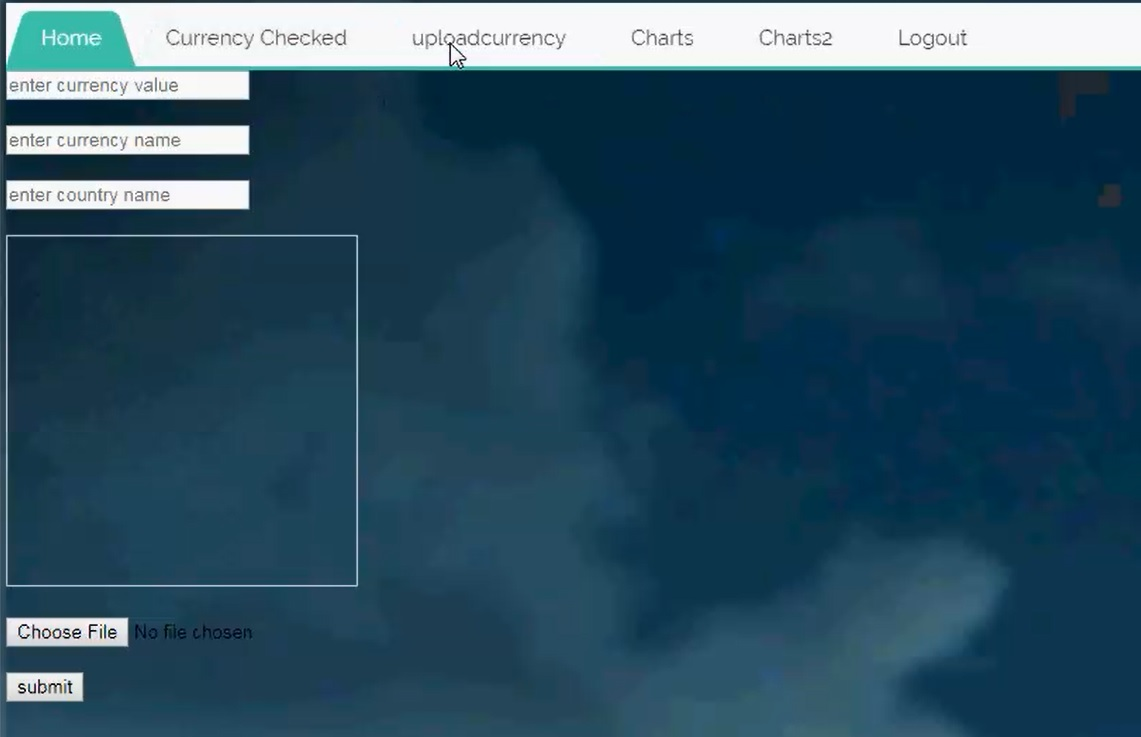 Home Currency Checked uploadcurrency Charts Charts2 Logout
enter currency value
enter currency name
enter country name
Choose File No file chosen
submit